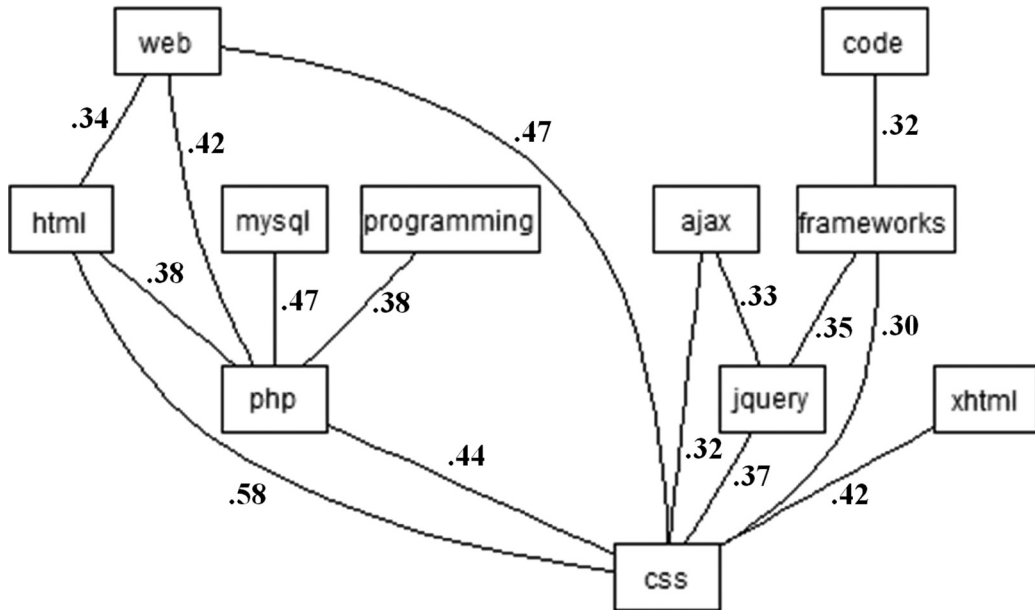 web
code
.34
.42
.47
.32
html
mysql
programming
ajax
frameworks
.38
.47
.38
.33
.35
.30
php
jquery
xhtml
.58
.44
.32
.37
.42
css